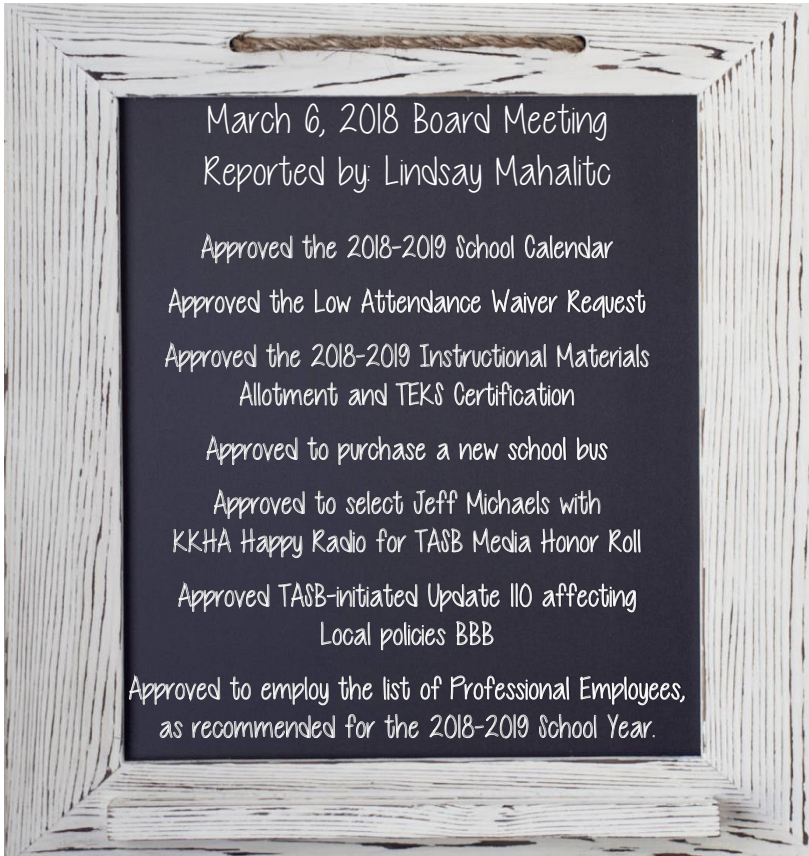 March 6, 2018 Board Meeting
Reported by: Lindsay Mahalitc
Approved the 2018-2019 School Calendar
Approved the Low Attendance Waiver Request
Approved the 2018-2019 Instructional Materials
Allotment and TEKS Certification
Approved to purchase a new school bus
Approved to select Jeff Michaels with
KKHA Happy Radio for TASB Media Honor Roll
Approved TASB-initiated Update 110 affecting
Local policies BBB
Approved to employ the list of Professional Employees,
as recommended for the 2018-2019 School Year.